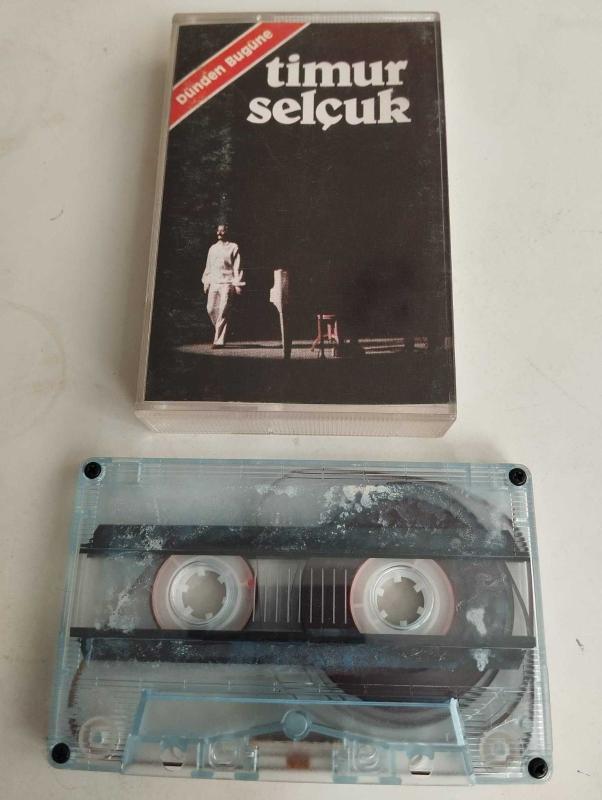 Dünden Bugüne
timur
selçuk